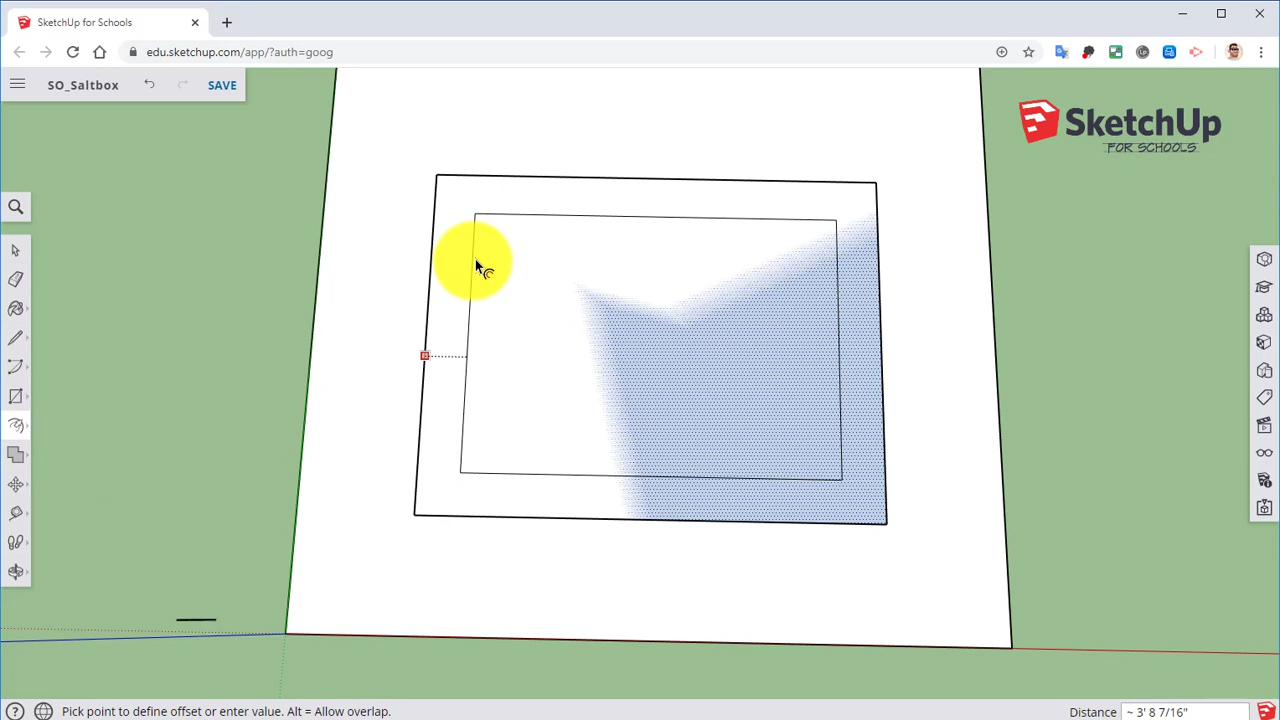 SketchUp for Schools
edu.sketchup.com/app/?auth=goog
SO_Saltbox
SAVE
SketchUp
FOR SCHOOLS
Pick point to define offset or enter value. Alt = Allow overlap.
Distance
~ 3' 8 7/16"